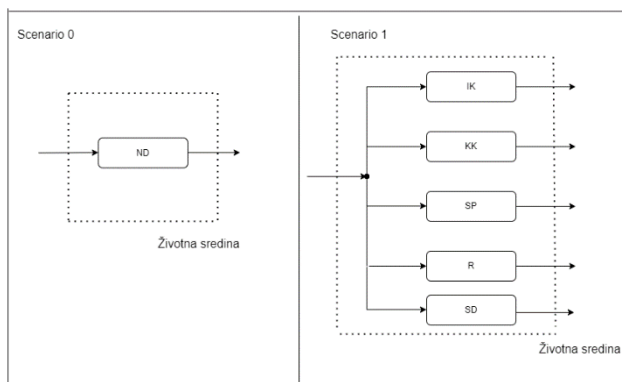 Scenario 0
ND
Životna sredina
Scenario 1
IK
KK
SP
R
SD
Životna sredina